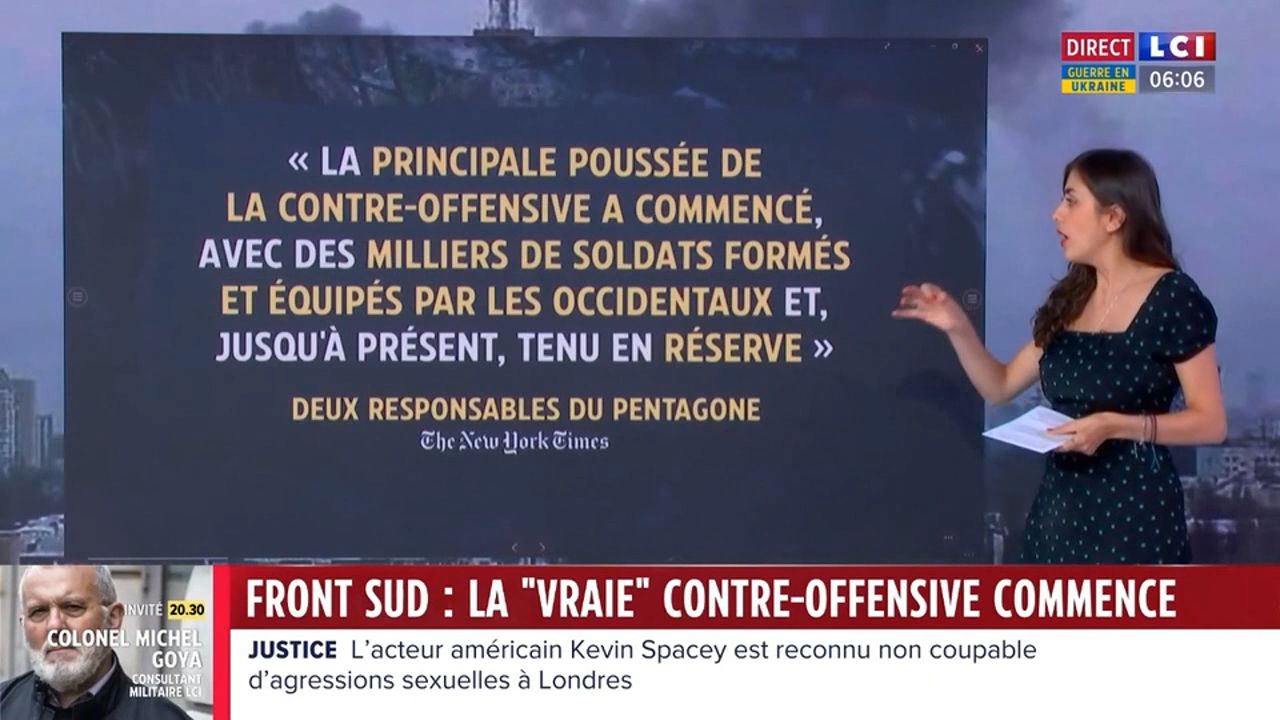 DIRECT LCI
GUERRE EN
UKRAINE
06:06
« LA PRINCIPALE POUSSÉE DE
LA CONTRE-OFFENSIVE A COMMENCÉ,
AVEC DES MILLIERS DE SOLDATS FORMÉS
ET ÉQUIPÉS PAR LES OCCIDENTAUX ET,
JUSQU'À PRÉSENT, TENU EN RÉSERVE »
DEUX RESPONSABLES DU PENTAGONE
The New York Times
INVITÉ 20.30
COLONEL MICHEL
GOYA
CONSULTANT
MILITAIRE LCI
FRONT SUD : LA "VRAIE" CONTRE-OFFENSIVE COMMENCE
JUSTICE L'acteur américain Kevin Spacey est reconnu non coupable
d'agressions sexuelles à Londres